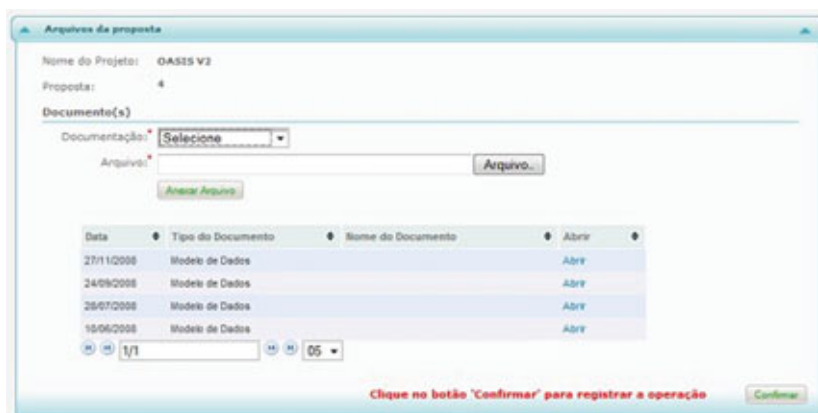 Arquivos da proposta
Nome do Projeto: OASIS V2
Proposta: 4
Documento(s)
Documentação:* Selecione
Arquivo:* Arquivo..
Anexar Arquivo
Data Tipo do Documento Nome do Documento Abrir
27/11/2008 Modelo de Dados Abrir
24/09/2008 Modelo de Dados Abrir
28/07/2008 Modelo de Dados Abrir
10/06/2008 Modelo de Dados Abrir
1/1 05
Clique no botão 'Confirmar' para registrar a operação Confirmar